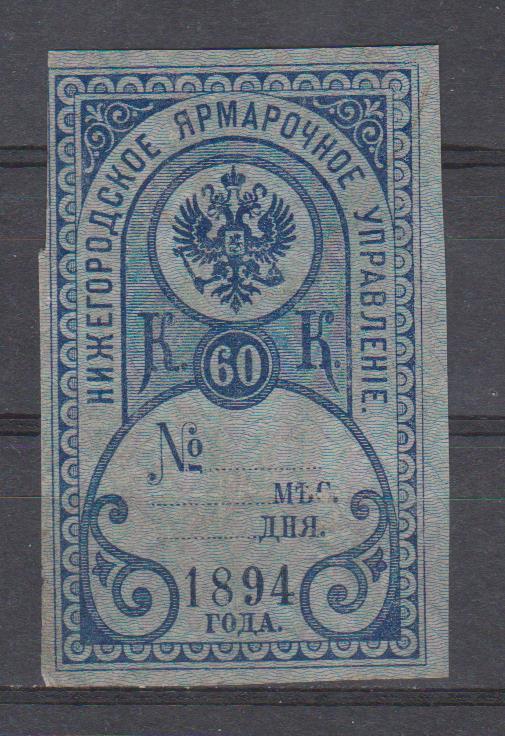 НИЖЕГОРОДСКОЕ ЯРМАРОЧНОЕ УПРАВЛЕНІЕ.
К. 60 К.
№
МѢС.
ДНЯ.
1894
ГОДА.